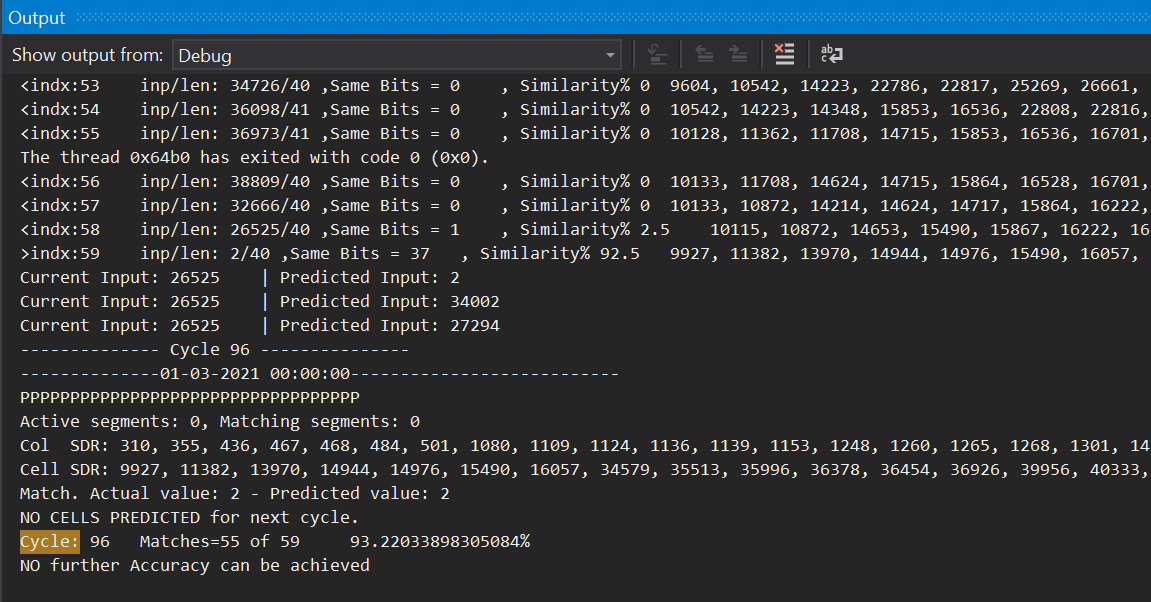 Output
Show output from: Debug
<indx:53 inp/len: 34726/40 ,Same Bits = 0 , Similarity% 0 9604, 10542, 14223, 22786, 22817, 25269, 26661,
<indx:54 inp/len: 36098/41 ,Same Bits = 0 , Similarity% 0 10542, 14223, 14348, 15853, 16536, 22808, 22816,
<indx:55 inp/len: 36973/41 ,Same Bits = 0 , Similarity% 0 10128, 11362, 11708, 14715, 15853, 16536, 16701,
The thread 0x64b0 has exited with code 0 (0x0).
<indx:56 inp/len: 38809/40 ,Same Bits = 0 , Similarity% 0 10133, 11708, 14624, 14715, 15864, 16528, 16701,
<indx:57 inp/len: 32666/40 ,Same Bits = 0 , Similarity% 0 10133, 10872, 14214, 14624, 14717, 15864, 16222,
<indx:58 inp/len: 26525/40 ,Same Bits = 1 , Similarity% 2.5 10115, 10872, 14653, 15490, 15867, 16222, 16
>indx:59 inp/len: 2/40 ,Same Bits = 37 , Similarity% 92.5 9927, 11382, 13970, 14944, 14976, 15490, 16057,
Current Input: 26525 | Predicted Input: 2
Current Input: 26525 | Predicted Input: 34002
Current Input: 26525 | Predicted Input: 27294
-------------- Cycle 96 ---------------
--------------01-03-2021 00:00:00---------------------------
PPPPPPPPPPPPPPPPPPPPPPPPPPPPPPPPPP
Active segments: 0, Matching segments: 0
Col SDR: 310, 355, 436, 467, 468, 484, 501, 1080, 1109, 1124, 1136, 1139, 1153, 1248, 1260, 1265, 1268, 1301, 14
Cell SDR: 9927, 11382, 13970, 14944, 14976, 15490, 16057, 34579, 35513, 35996, 36378, 36454, 36926, 39956, 40333,
Match. Actual value: 2 - Predicted value: 2
NO CELLS PREDICTED for next cycle.
Cycle: 96 Matches=55 of 59 93.22033898305084%
NO further Accuracy can be achieved